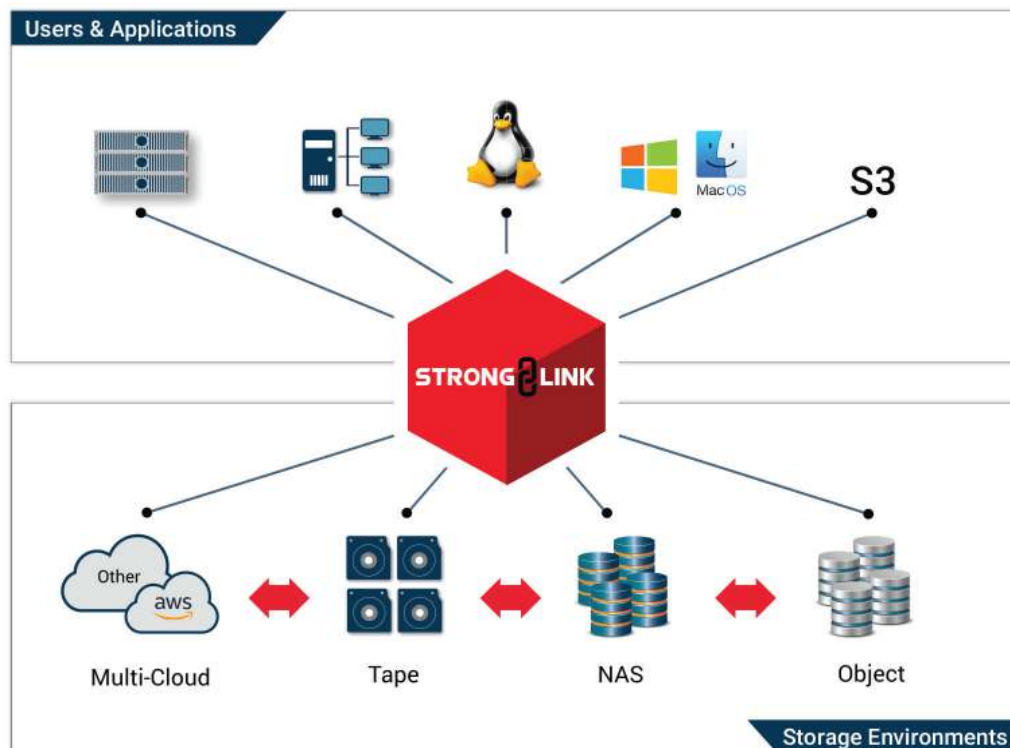 Users & Applications
MacOS
S3
STRONG LINK
Other
aws
Multi-Cloud
Tape
NAS
Object
Storage Environments